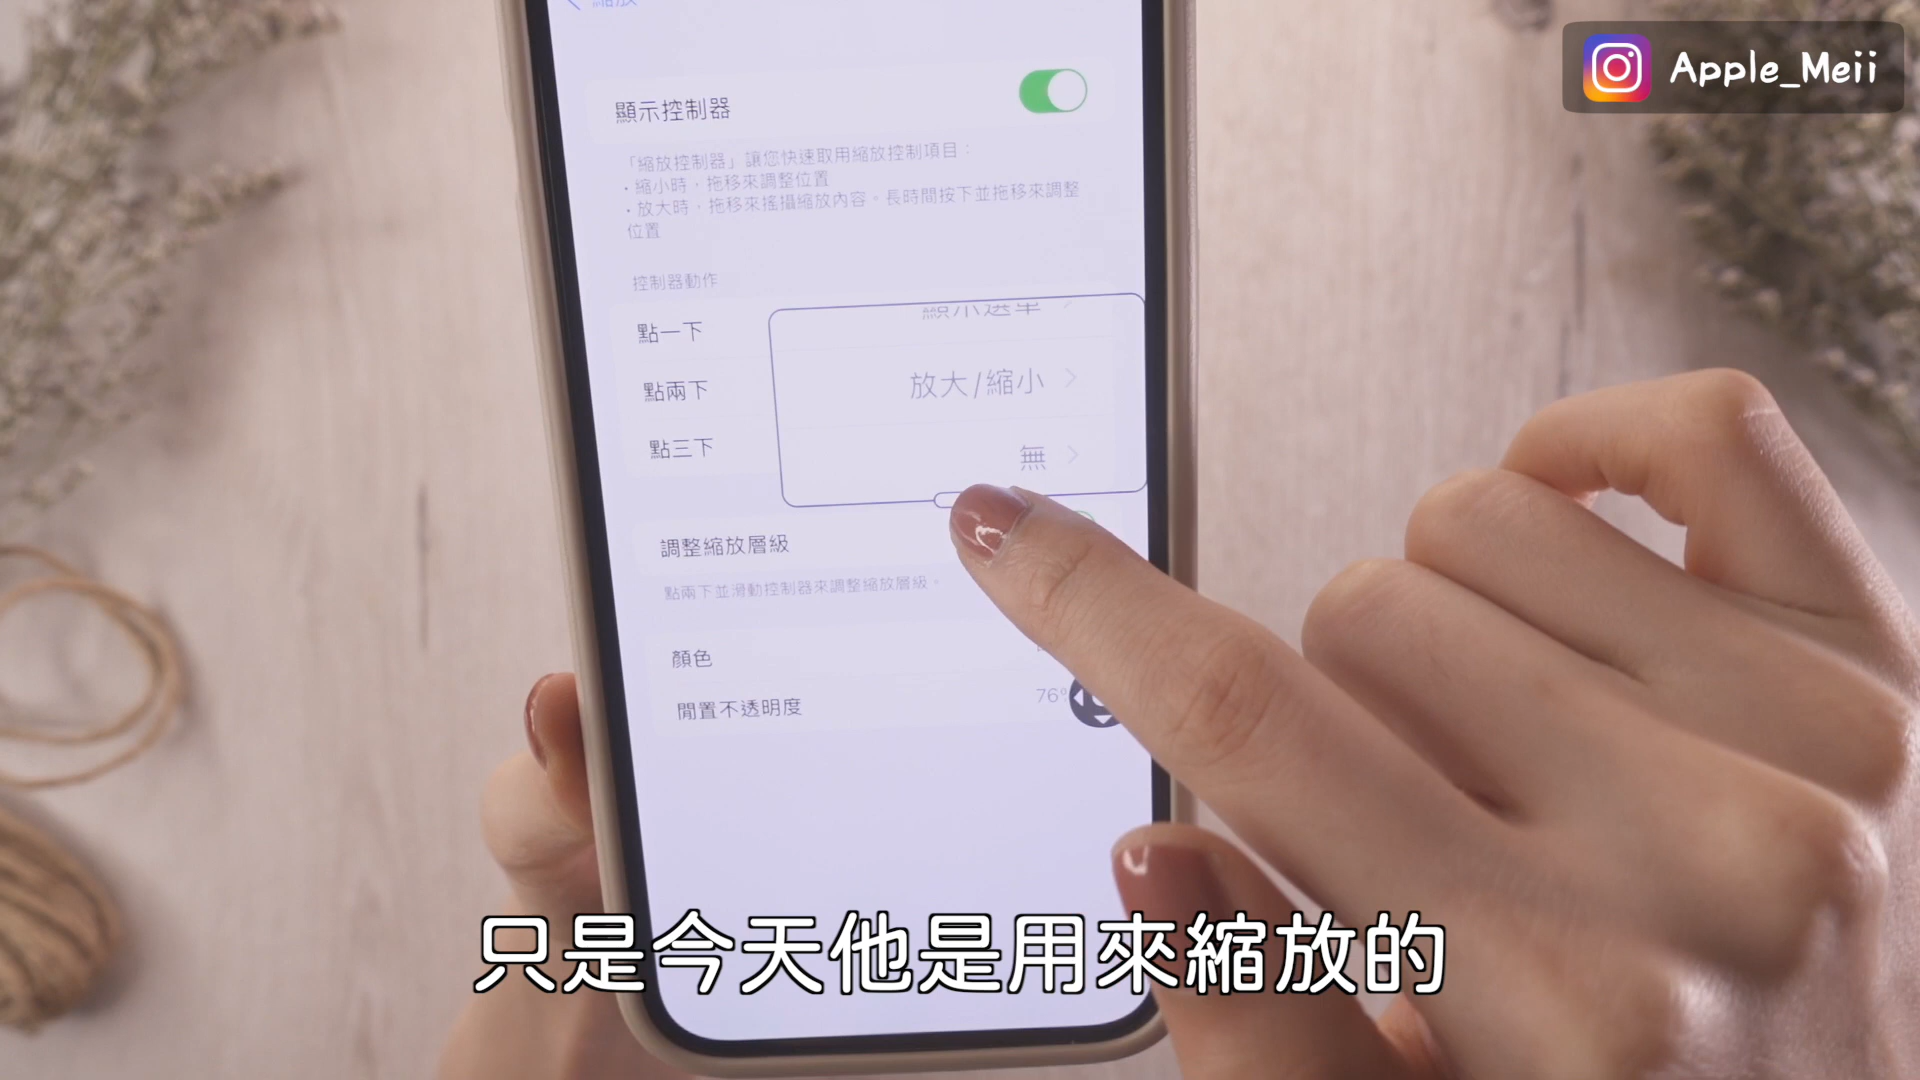 縮放
Apple_Meii
顯示控制器
「縮放控制器」讓您快速取用縮放控制項目：
・縮小時，拖移來調整位置
・放大時，拖移來搖攝縮放內容。長時間按下並拖移來調整
位置
控制器動作
點一下 顯示選單
點兩下 放大/縮小
點三下 無
調整縮放層級
點兩下並滑動控制器來調整縮放層級。
顏色
閒置不透明度 76
只是今天他是用來縮放的